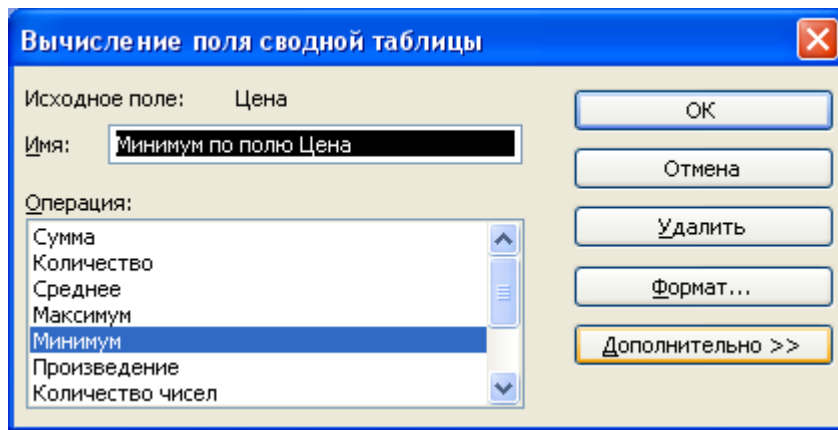 Вычисление поля сводной таблицы
Исходное поле: Цена
Имя: Минимум по полю Цена
Операция:
Сумма
Количество
Среднее
Максимум
Минимум
Произведение
Количество чисел
ОК
Отмена
Удалить
Формат...
Дополнительно >>